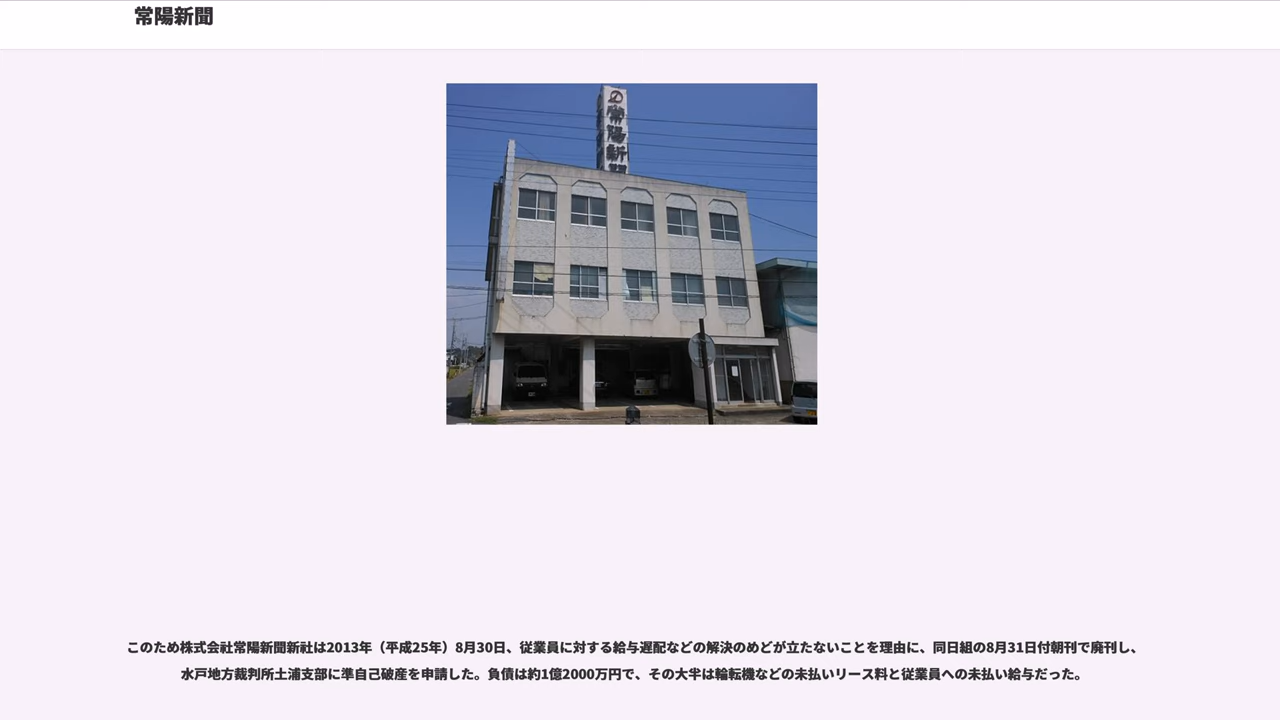 常陽新聞
常陽新聞
このため株式会社常陽新聞新社は2013年（平成25年）8月30日、従業員に対する給与遅配などの解決のめどが立たないことを理由に、同日組の8月31日付朝刊で廃刊し、
水戸地方裁判所土浦支部に準自己破産を申請した。負債は約1億2000万円で、その大半は輪転機などの未払いリース料と従業員への未払い給与だった。